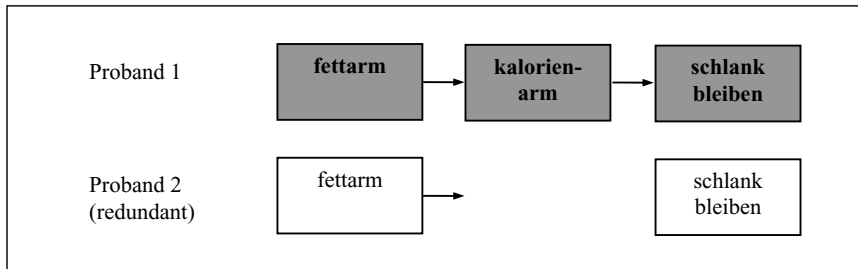 Proband 1
fettarm
kalorien-
arm
schlank
bleiben
Proband 2
(redundant)
fettarm
schlank
bleiben